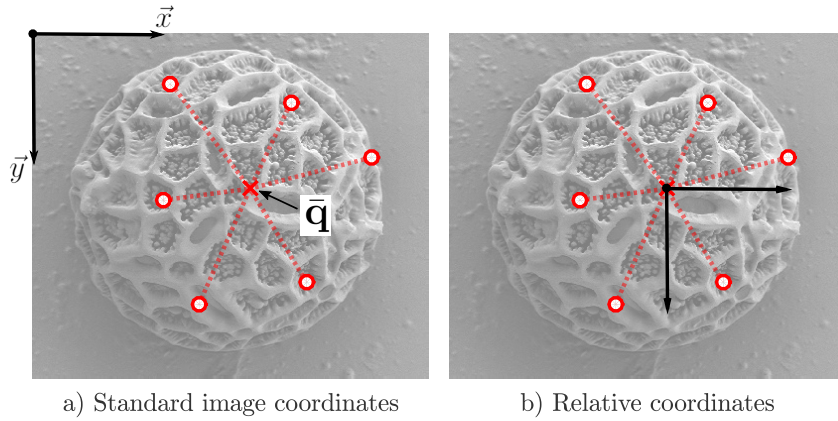 x⃗
y⃗
q̄
a) Standard image coordinates
b) Relative coordinates